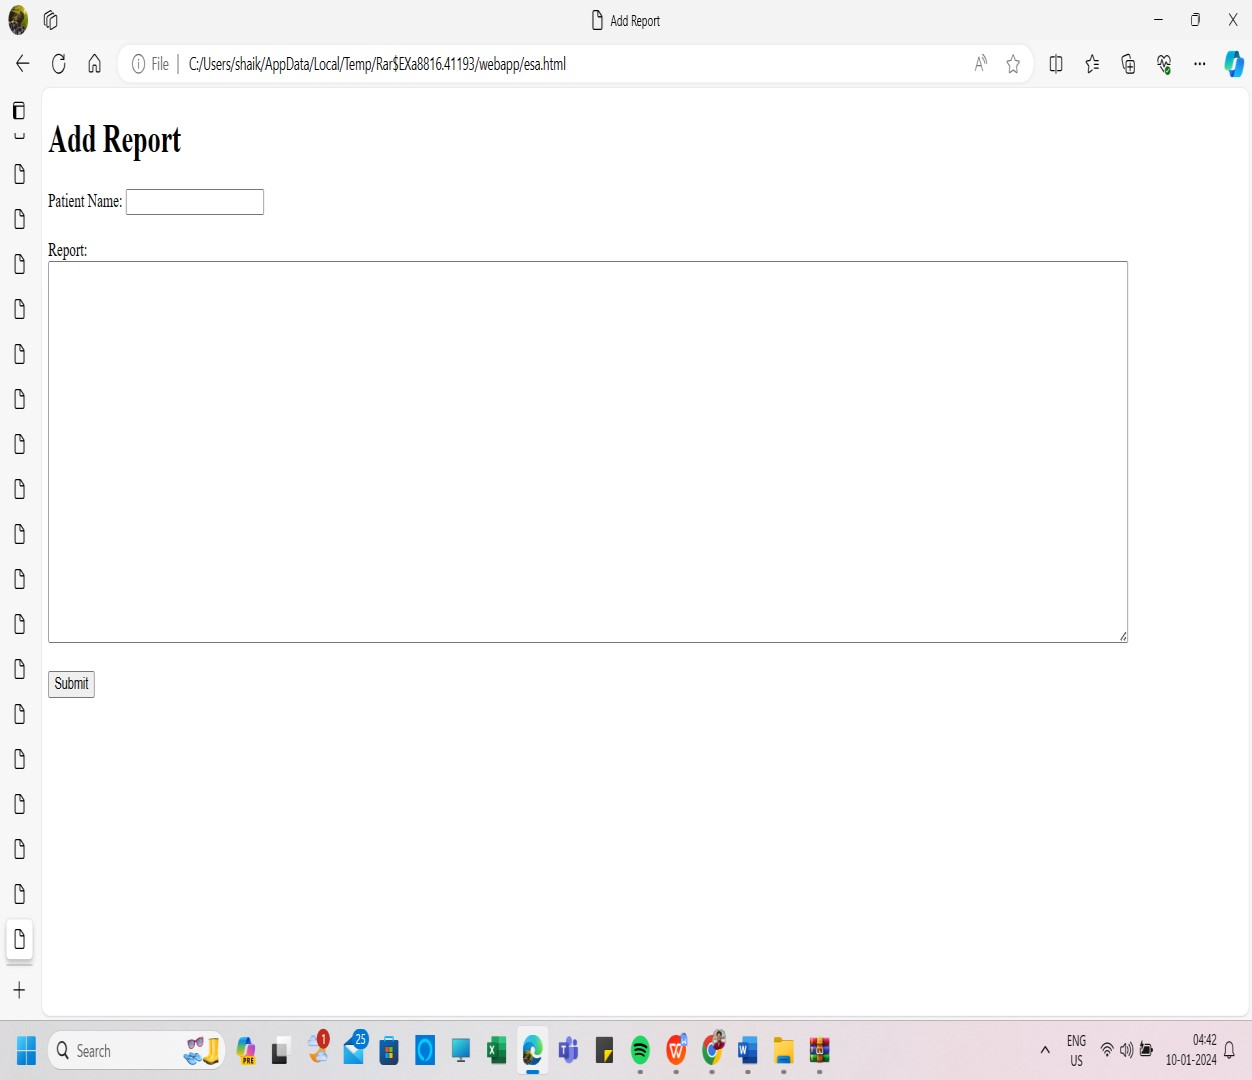 Add Report
File C:/Users/shaik/AppData/Local/Temp/Rar$EXa8816.41193/webapp/esa.html
Add Report
Patient Name:
Report:
Submit
Search
PRE
1
25
ENG
US
04:42
10-01-2024